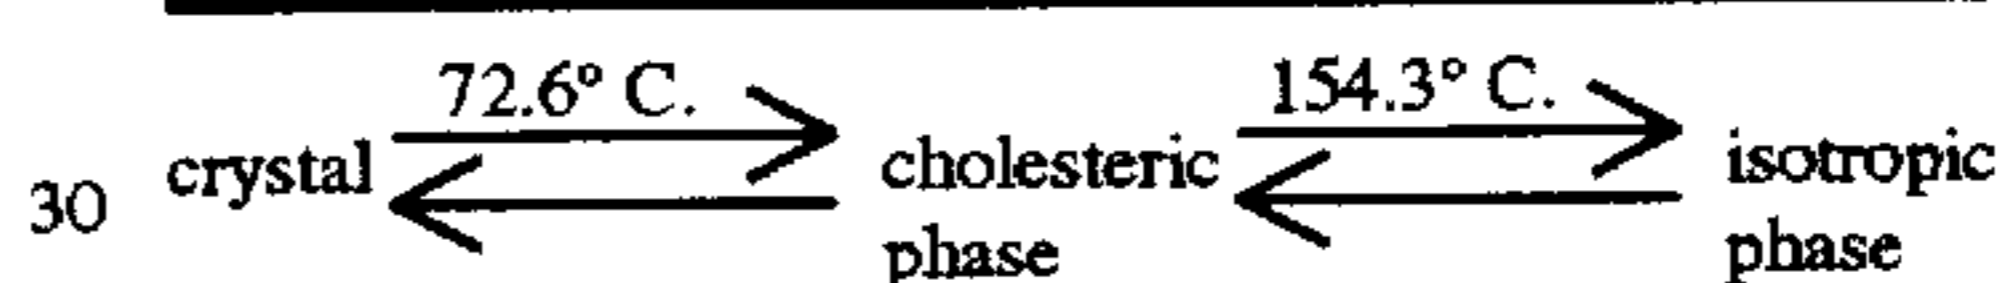 72.6° C. 154.3° C.
30 crystal cholesteric isotropic
phase phase